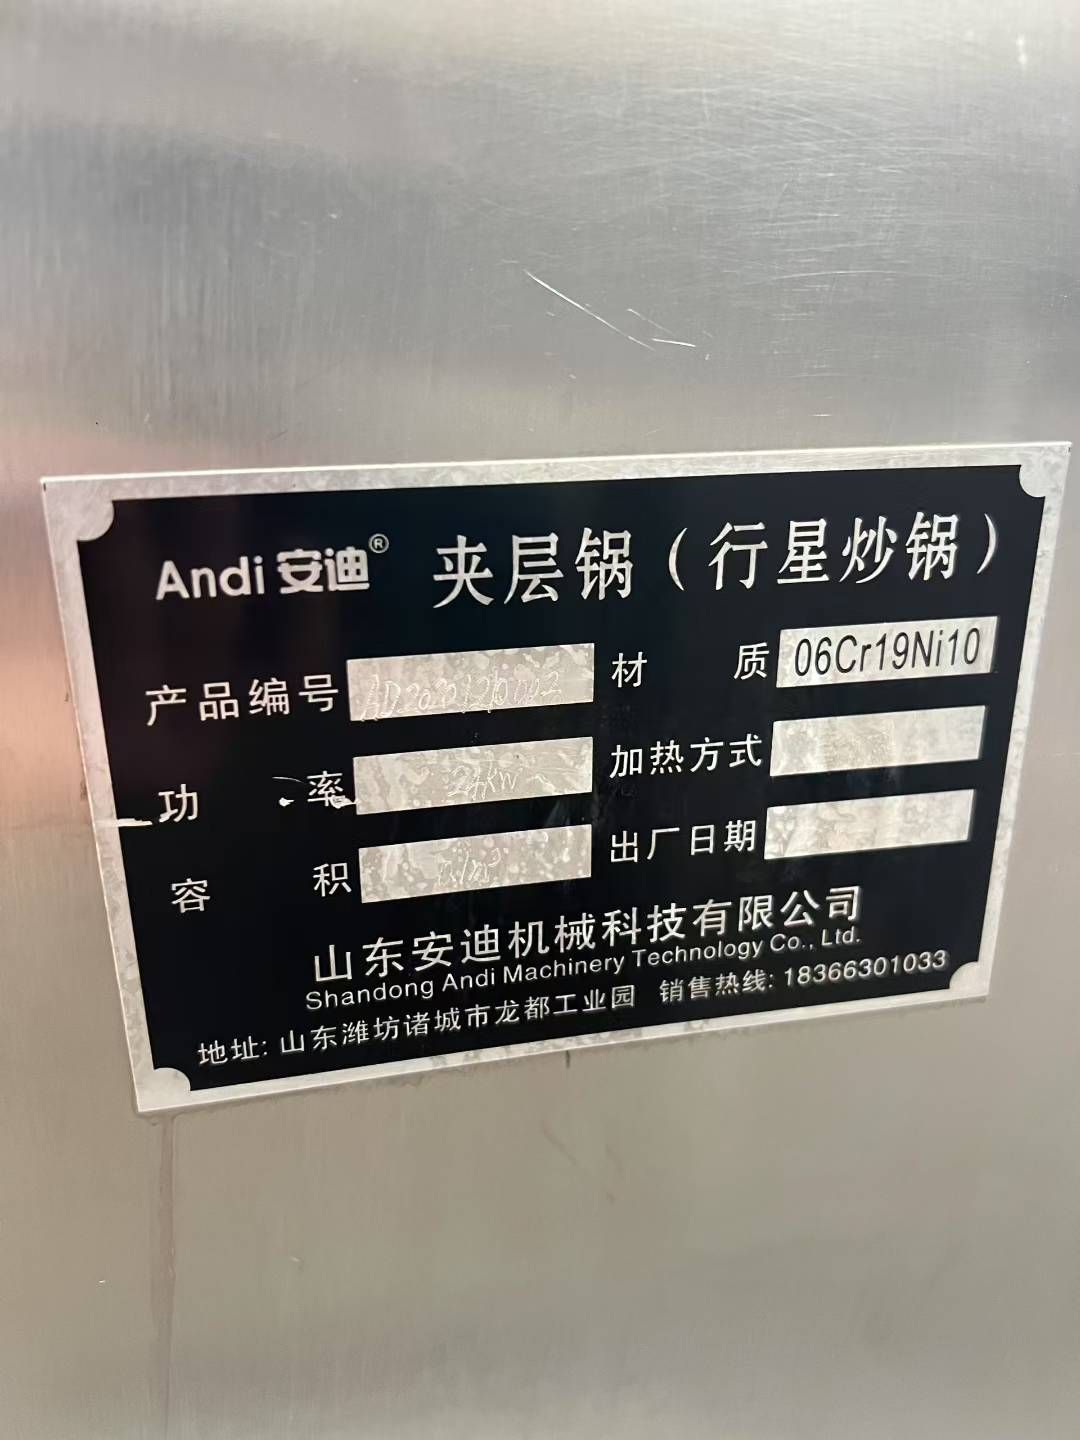 Andi 安迪® 夹层锅（行星炒锅）
产品编号 材质 06Cr19Ni10
功率 24KW 加热方式
容积 出厂日期
山东安迪机械科技有限公司
Shandong Andi Machinery Technology Co., Ltd.
地址: 山东潍坊诸城市龙都工业园 销售热线: 18366301033